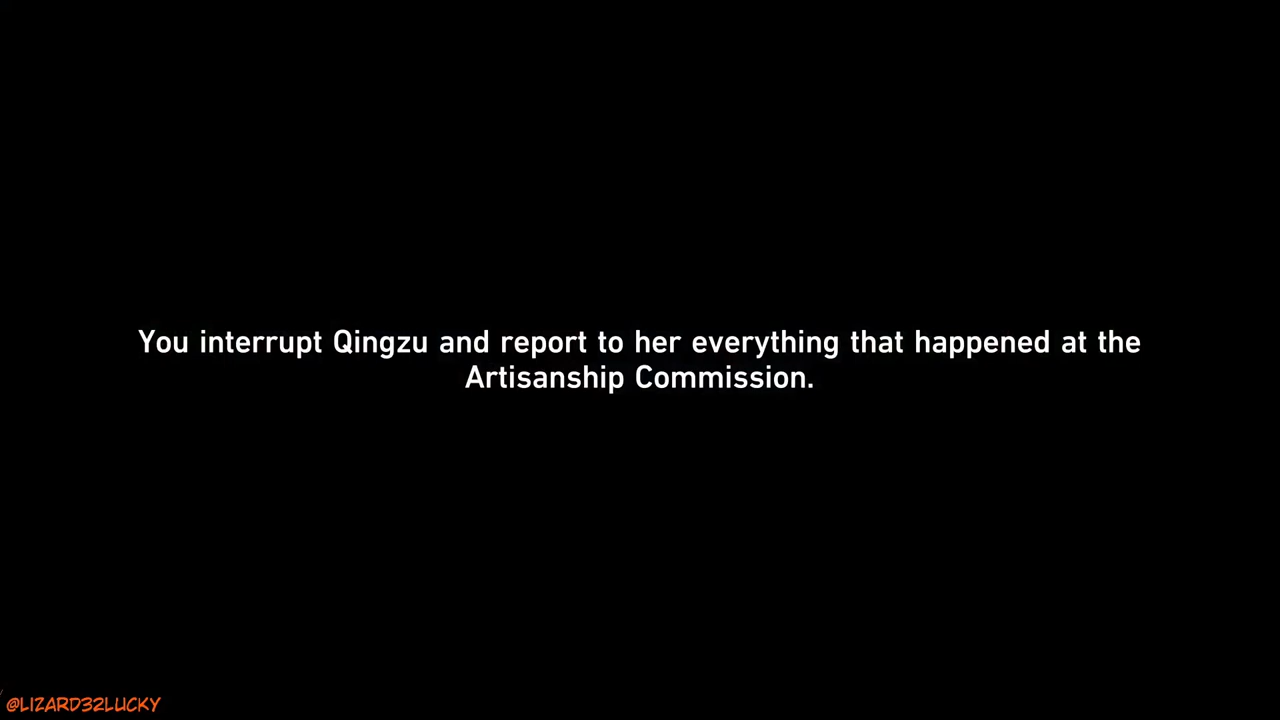 You interrupt Qingzu and report to her everything that happened at the
Artisanship Commission.
@LIZARD32LUCKY